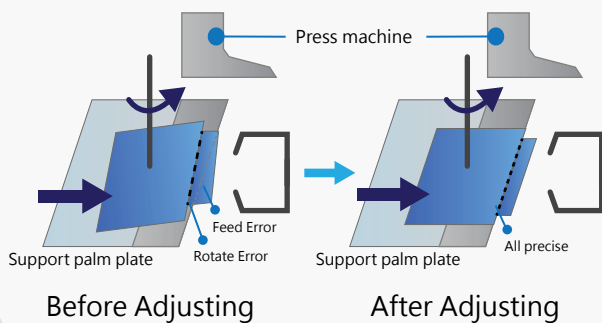 Press machine
Feed Error
Rotate Error
Support palm plate
All precise
Support palm plate
Before Adjusting
After Adjusting